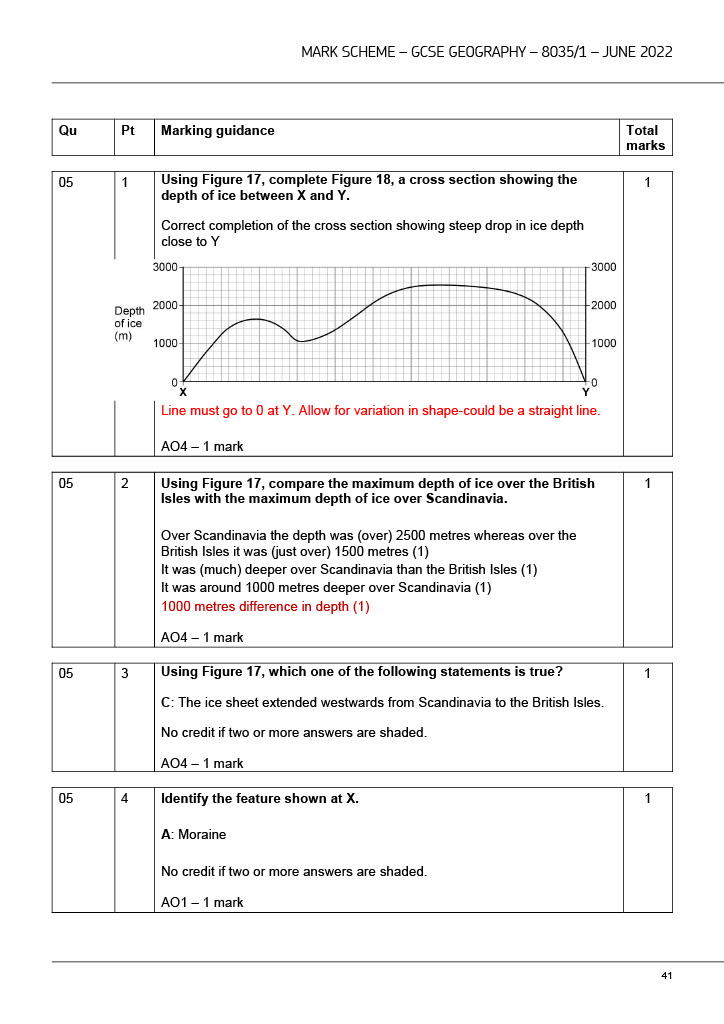 MARK SCHEME – GCSE GEOGRAPHY – 8035/1 – JUNE 2022
Qu Pt Marking guidance Total
marks
05 1 Using Figure 17, complete Figure 18, a cross section showing the 1
depth of ice between X and Y.
Correct completion of the cross section showing steep drop in ice depth
close to Y
3000 3000
Depth 2000 2000
of ice
(m) 1000 1000
0 0
X Y
Line must go to 0 at Y. Allow for variation in shape-could be a straight line.
AO4 – 1 mark
05 2 Using Figure 17, compare the maximum depth of ice over the British 1
Isles with the maximum depth of ice over Scandinavia.
Over Scandinavia the depth was (over) 2500 metres whereas over the
British Isles it was (just over) 1500 metres (1)
It was (much) deeper over Scandinavia than the British Isles (1)
It was around 1000 metres deeper over Scandinavia (1)
1000 metres difference in depth (1)
AO4 – 1 mark
05 3 Using Figure 17, which one of the following statements is true? 1
C: The ice sheet extended westwards from Scandinavia to the British Isles.
No credit if two or more answers are shaded.
AO4 – 1 mark
05 4 Identify the feature shown at X. 1
A: Moraine
No credit if two or more answers are shaded.
AO1 – 1 mark
41